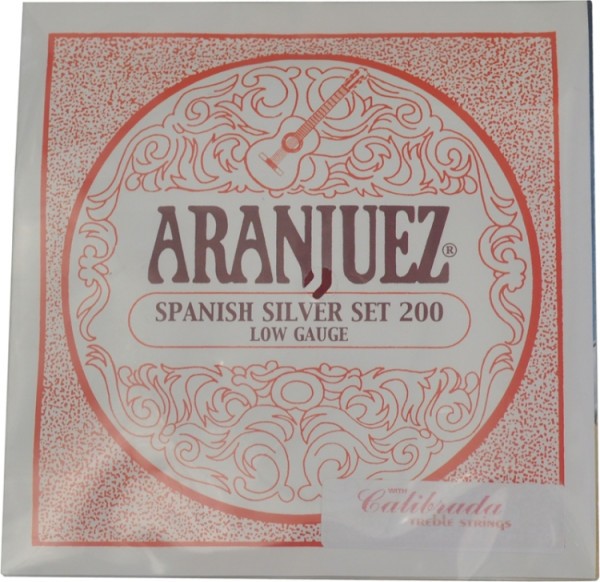 ARANJUEZ®
SPANISH SILVER SET 200
LOW GAUGE
WITH
Calibrada
TREBLE STRINGS